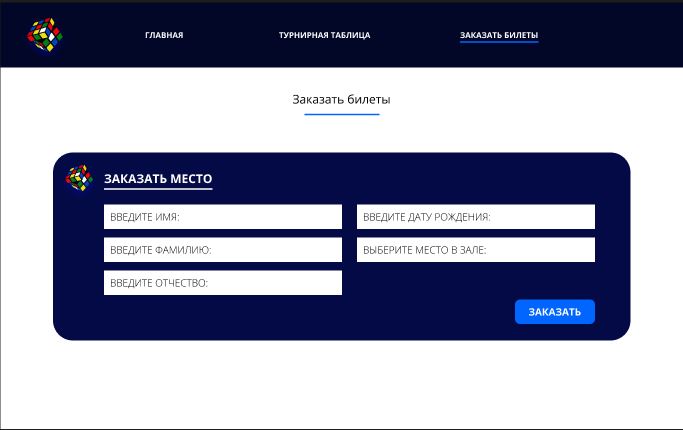 ГЛАВНАЯ ТУРНИРНАЯ ТАБЛИЦА ЗАКАЗАТЬ БИЛЕТЫ
Заказать билеты
ЗАКАЗАТЬ МЕСТО
ВВЕДИТЕ ИМЯ: ВВЕДИТЕ ДАТУ РОЖДЕНИЯ:
ВВЕДИТЕ ФАМИЛИЮ: ВЫБЕРИТЕ МЕСТО В ЗАЛЕ:
ВВЕДИТЕ ОТЧЕСТВО:
ЗАКАЗАТЬ